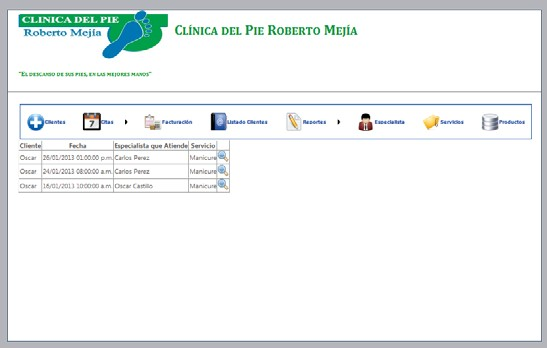 CLINICA DEL PIE
Roberto Mejía
CLÍNICA DEL PIE ROBERTO MEJÍA
"EL DESCANSO DE SUS PIES, EN LAS MEJORES MANOS"
Clientes 7 Citas Facturación Listado Clientes Reportes Especialista Servicios Productos
Cliente Fecha Especialista que Atiende Servicio
Oscar 26/01/2013 01:00:00 p.m. Carlos Perez Manicure
Oscar 24/01/2013 08:00:00 a.m. Carlos Perez Manicure
Oscar 16/01/2013 10:00:00 a.m. Oscar Castillo Manicure